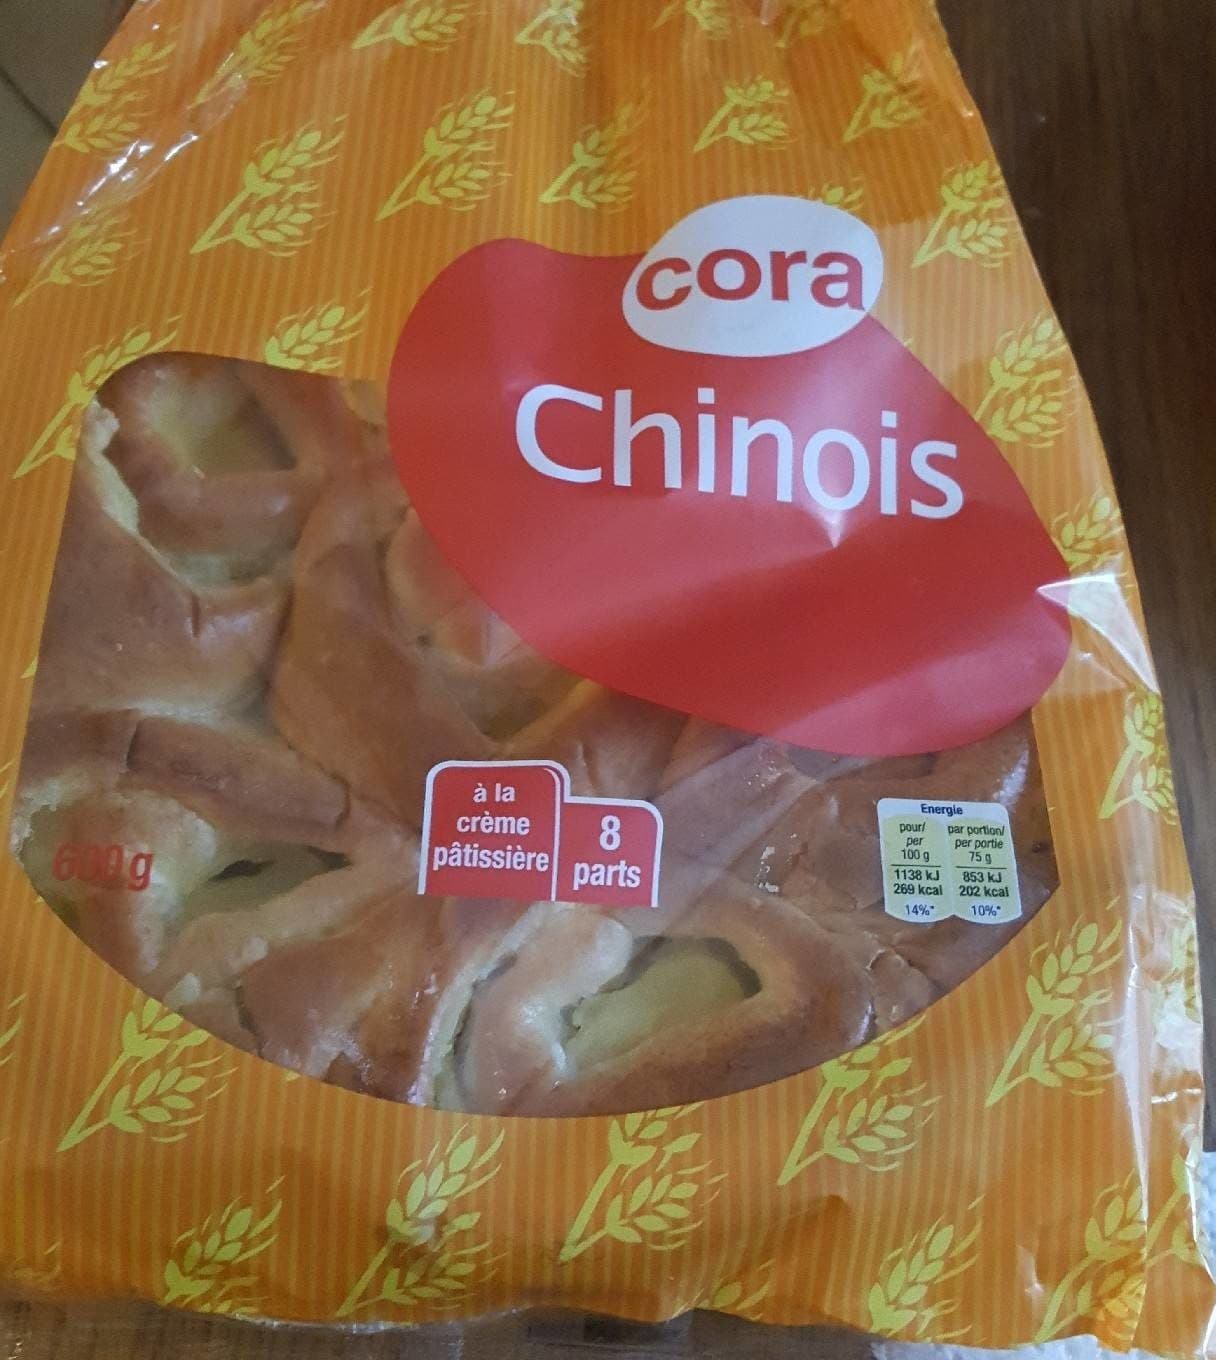 cora
Chinois
à la
crème
pâtissière
8
parts
600 g
Energie
pour/
per
100 g
1138 kJ
269 kcal
14%*
par portion/
per portie
75 g
853 kJ
202 kcal
10%*